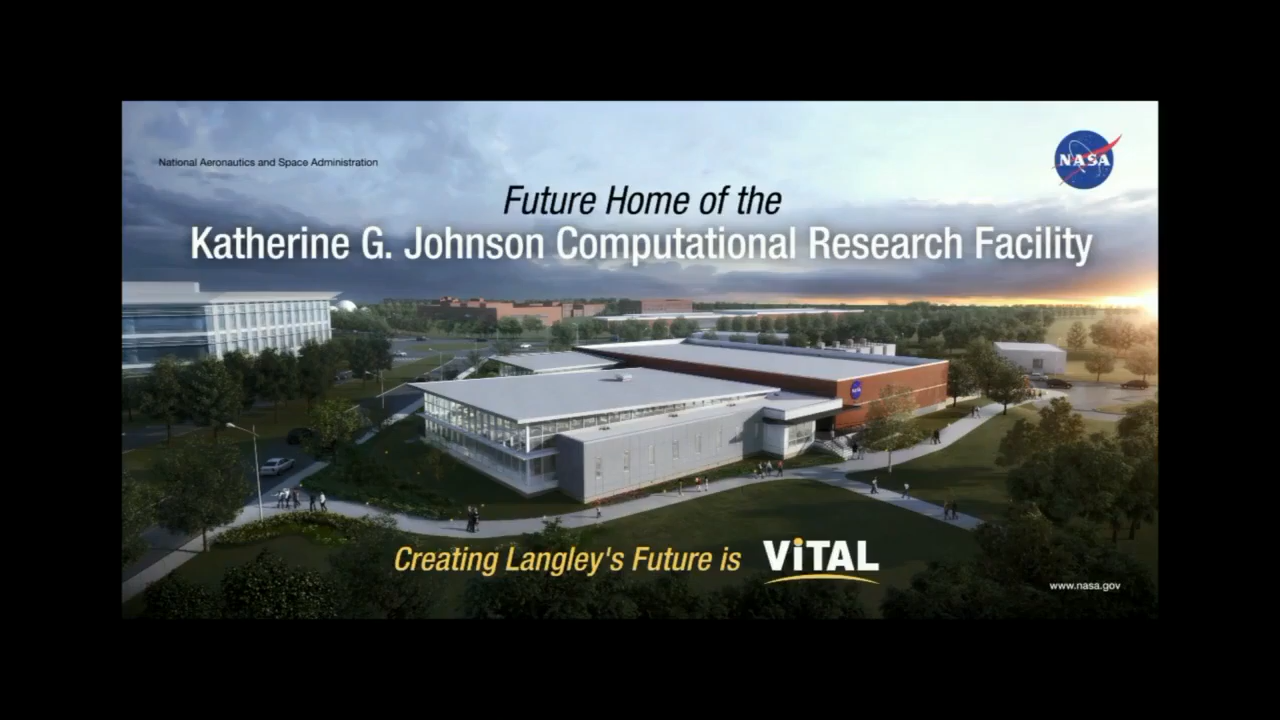 National Aeronautics and Space Administration
NASA
Future Home of the
Katherine G. Johnson Computational Research Facility
NASA
Creating Langley's Future is ViTAL
www.nasa.gov